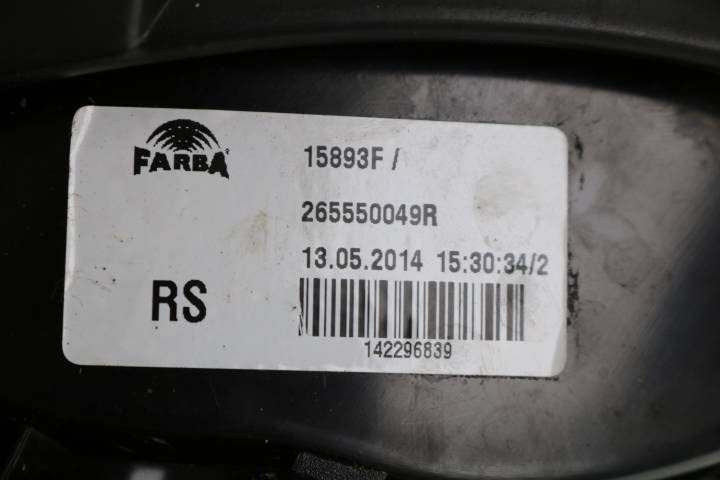 FARBA
15893F /
265550049R
13.05.2014 15:30:34/2
RS
142296839